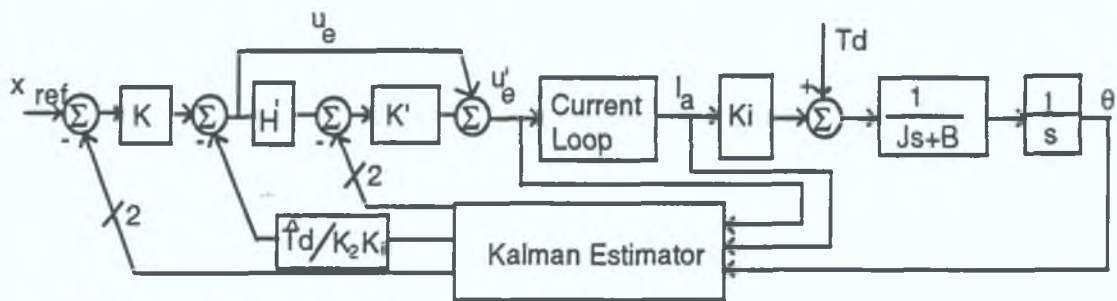 u_e
Td
x_ref
Σ
-
K
Σ
-
H'
Σ
-
K'
Σ
u'_e
Current
Loop
I_a
Ki
+
Σ
1
Js+B
1
s
θ
2
2
T̂d/K₂Kᵢ
Kalman Estimator